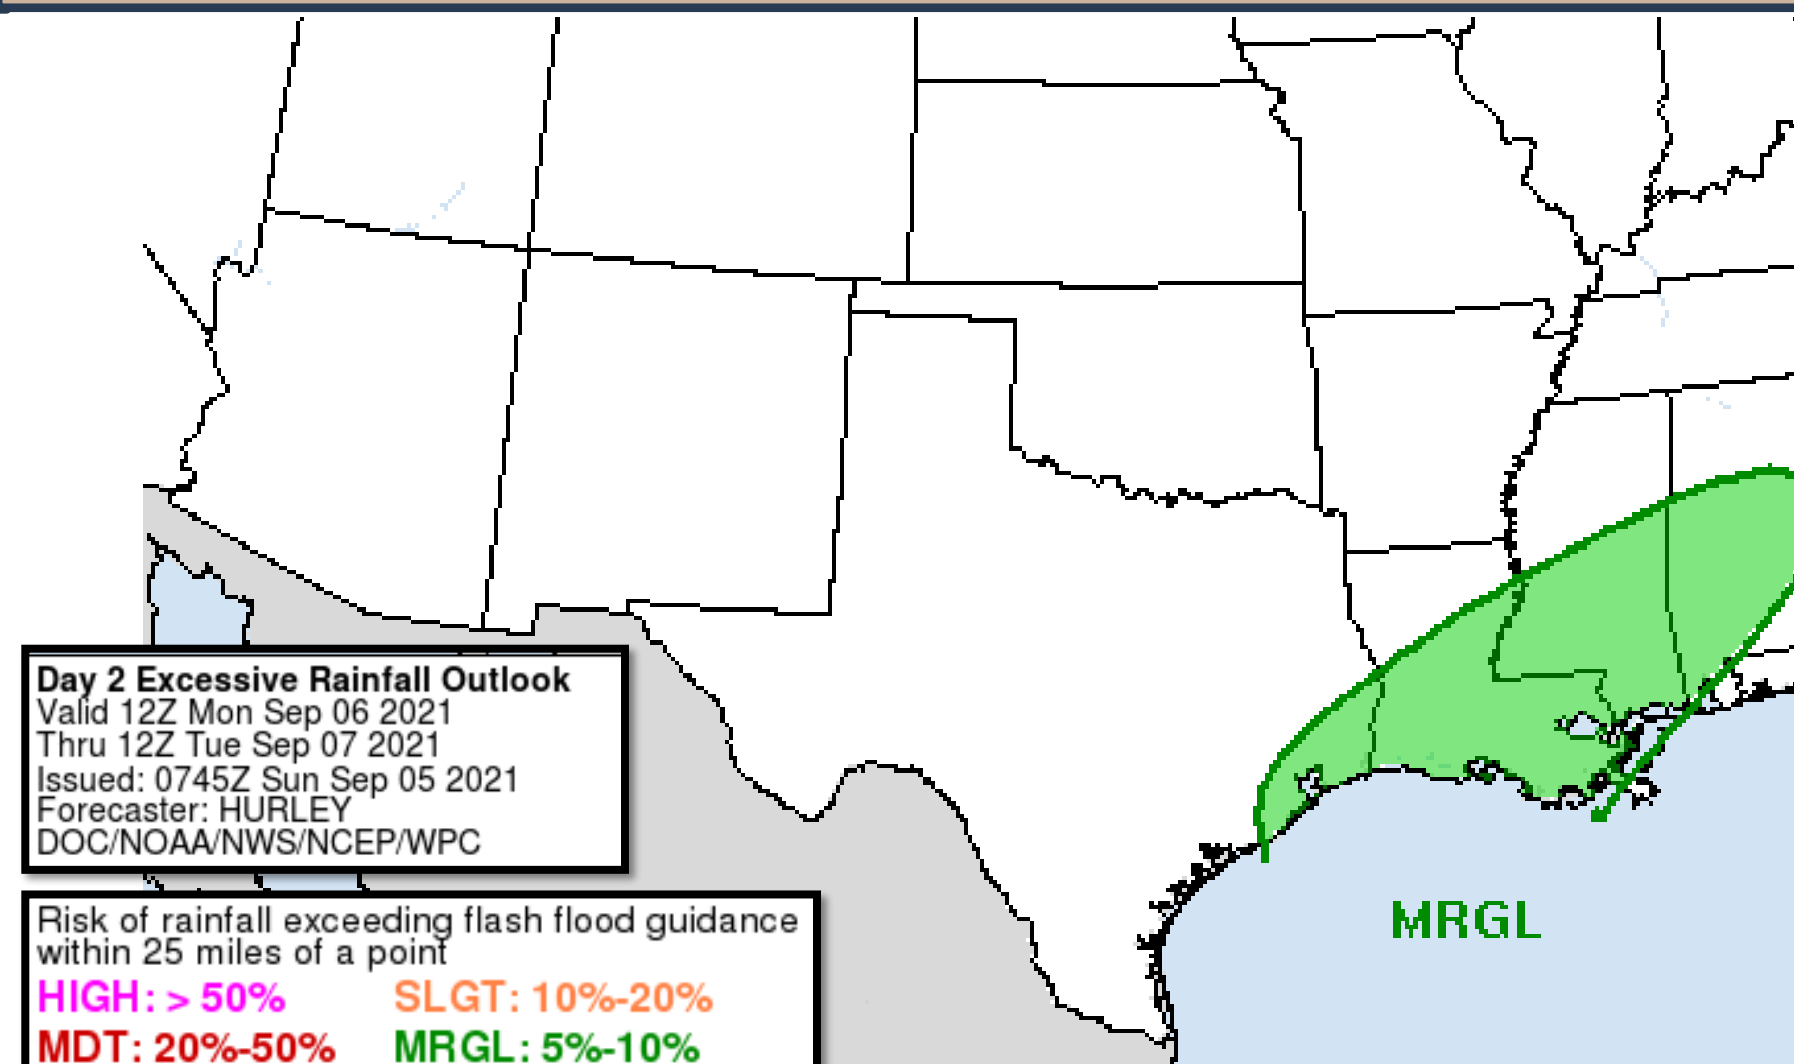 Day 2 Excessive Rainfall Outlook
Valid 12Z Mon Sep 06 2021
Thru 12Z Tue Sep 07 2021
Issued: 0745Z Sun Sep 05 2021
Forecaster: HURLEY
DOC/NOAA/NWS/NCEP/WPC
MRGL
Risk of rainfall exceeding flash flood guidance
within 25 miles of a point
HIGH: > 50% SLGT: 10%-20%
MDT: 20%-50% MRGL: 5%-10%